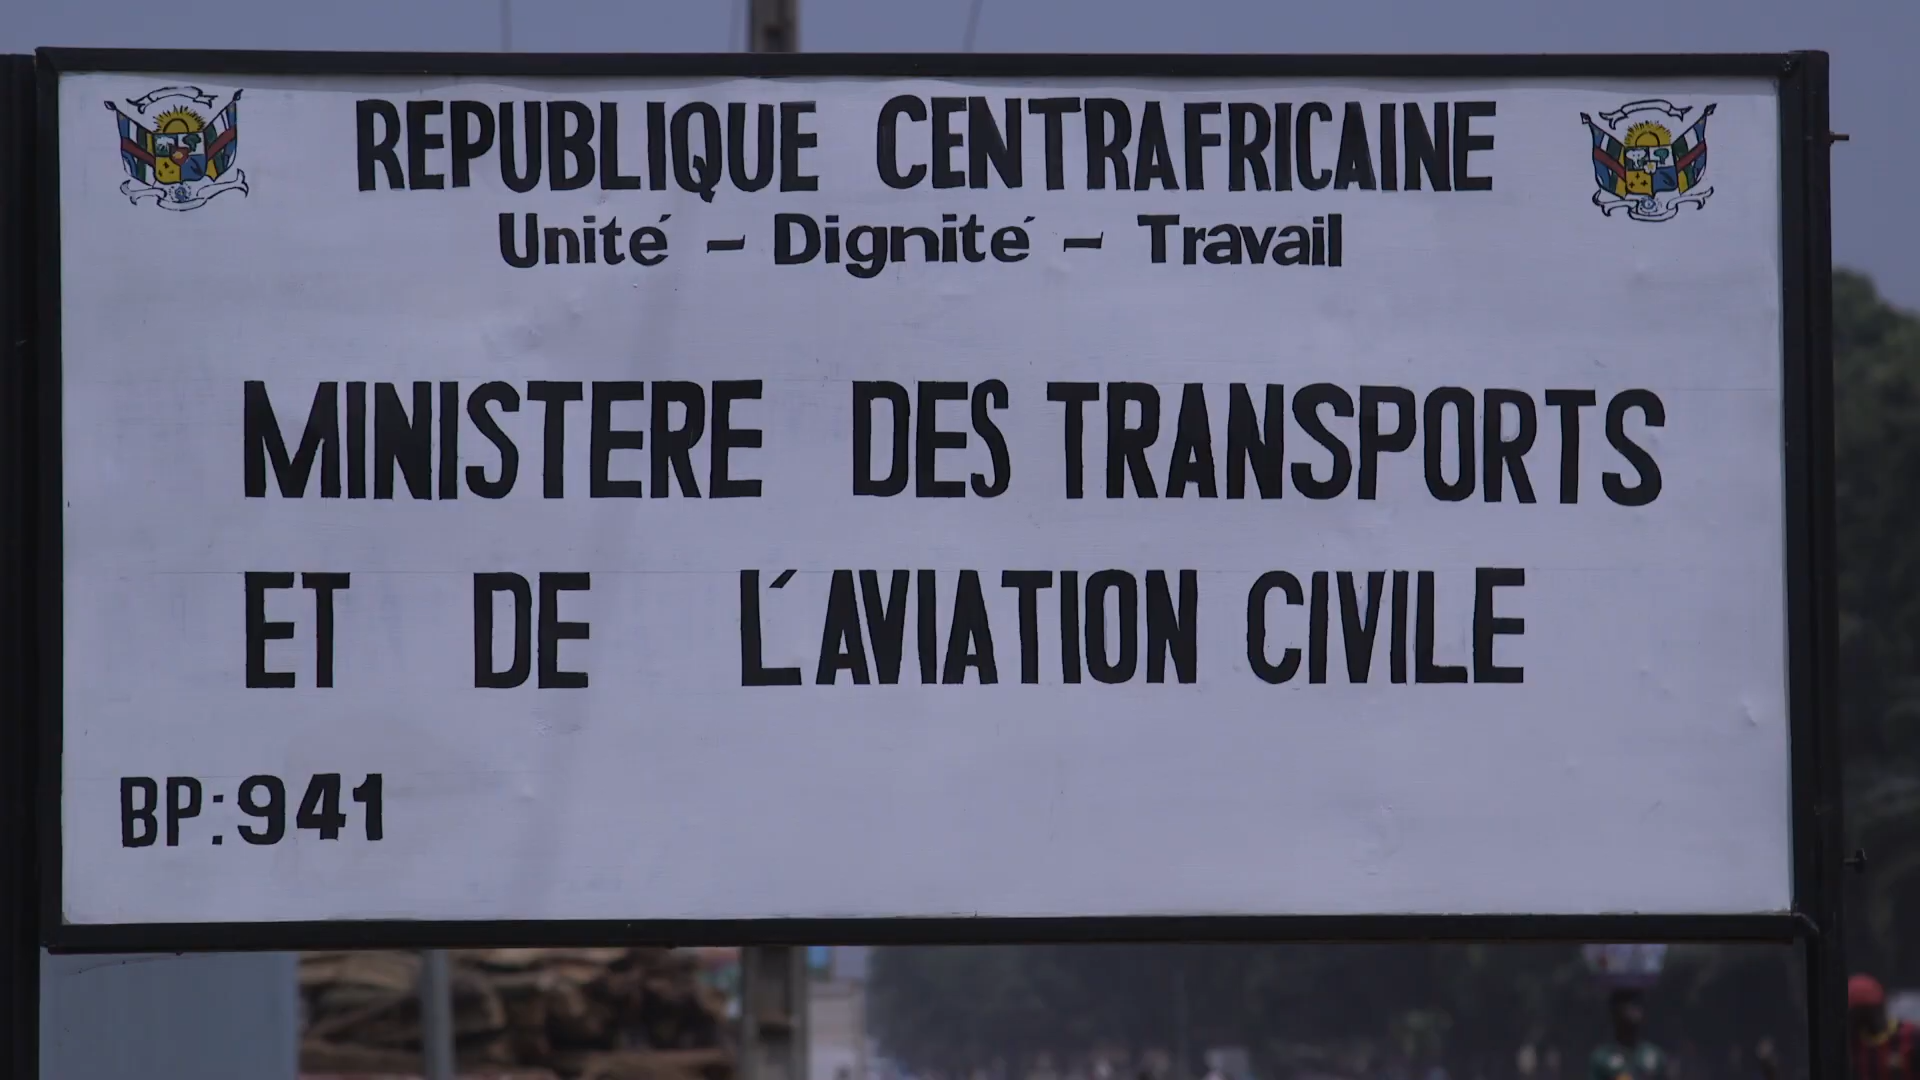 REPUBLIQUE CENTRAFRICAINE
Unité – Dignité – Travail
MINISTERE DES TRANSPORTS
ET DE L'AVIATION CIVILE
BP:941